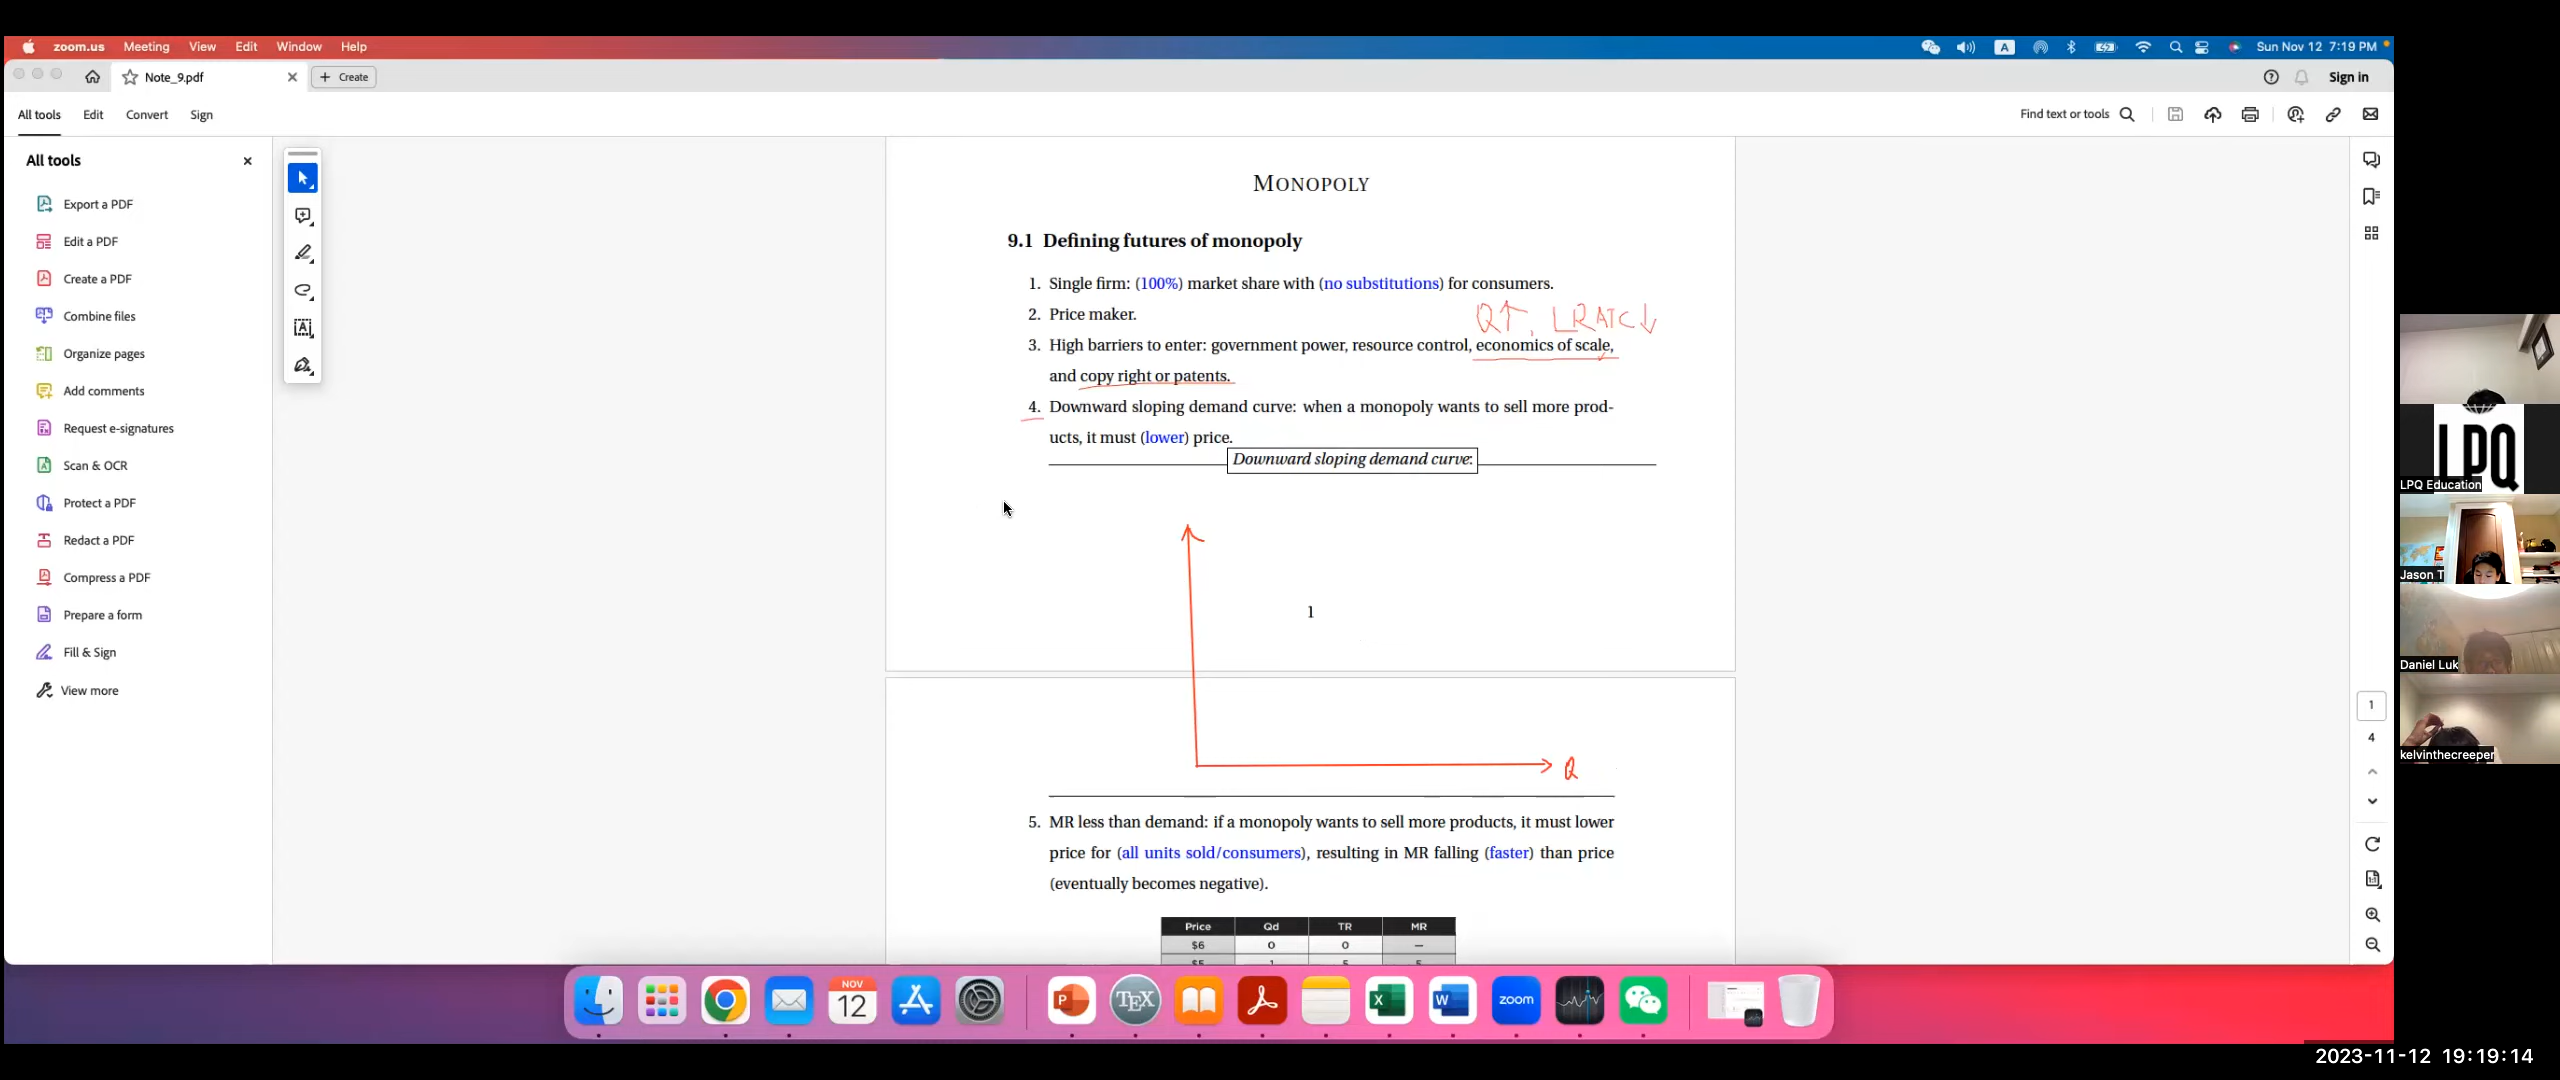 zoom.us Meeting View Edit Window Help
A
Sun Nov 12 7:19 PM
Note_9.pdf
+ Create
Sign in
All tools Edit Convert Sign
Find text or tools
All tools
Export a PDF
Edit a PDF
Create a PDF
Combine files
Organize pages
Add comments
Request e-signatures
Scan & OCR
Protect a PDF
Redact a PDF
Compress a PDF
Prepare a form
Fill & Sign
View more
MONOPOLY
9.1 Defining futures of monopoly
1. Single firm: (100%) market share with (no substitutions) for consumers.
2. Price maker.
Q↑, LRATC↓
3. High barriers to enter: government power, resource control, economics of scale,
and copy right or patents.
4. Downward sloping demand curve: when a monopoly wants to sell more prod-
ucts, it must (lower) price.
Downward sloping demand curve:
1
Q
5. MR less than demand: if a monopoly wants to sell more products, it must lower
price for (all units sold/consumers), resulting in MR falling (faster) than price
(eventually becomes negative).
Price Qd TR MR
$6 0 0 –
$5 1 5 5
1
4
LPQ
LPQ Education
Jason T
Daniel Luk
kelvinthecreeper
NOV
12
P
TEX
X
W
zoom
2023-11-12 19:19:14